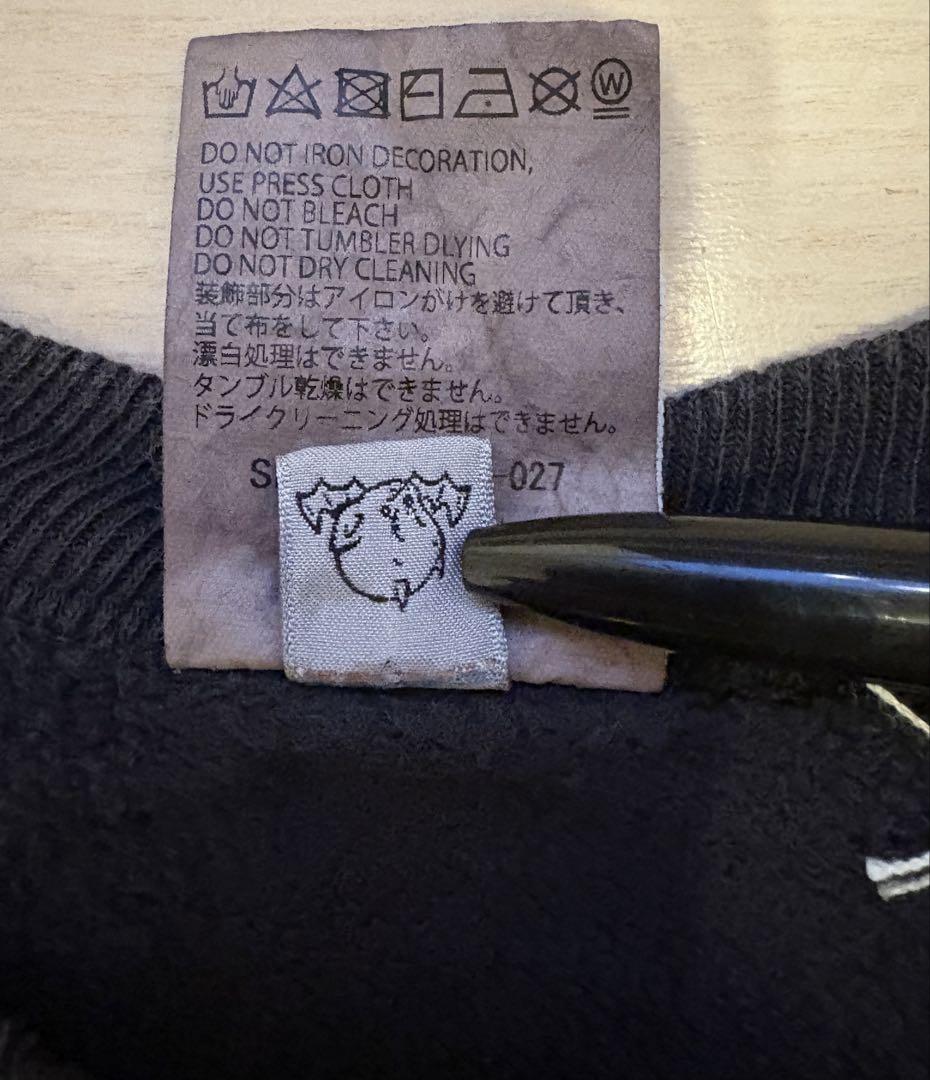 W
DO NOT IRON DECORATION,
USE PRESS CLOTH
DO NOT BLEACH
DO NOT TUMBLER DLYING
DO NOT DRY CLEANING
装飾部分はアイロンがけを避けて頂き、
当て布をして下さい。
漂白処理はできません。
タンブル乾燥はできません。
ドライクリーニング処理はできません。
-027